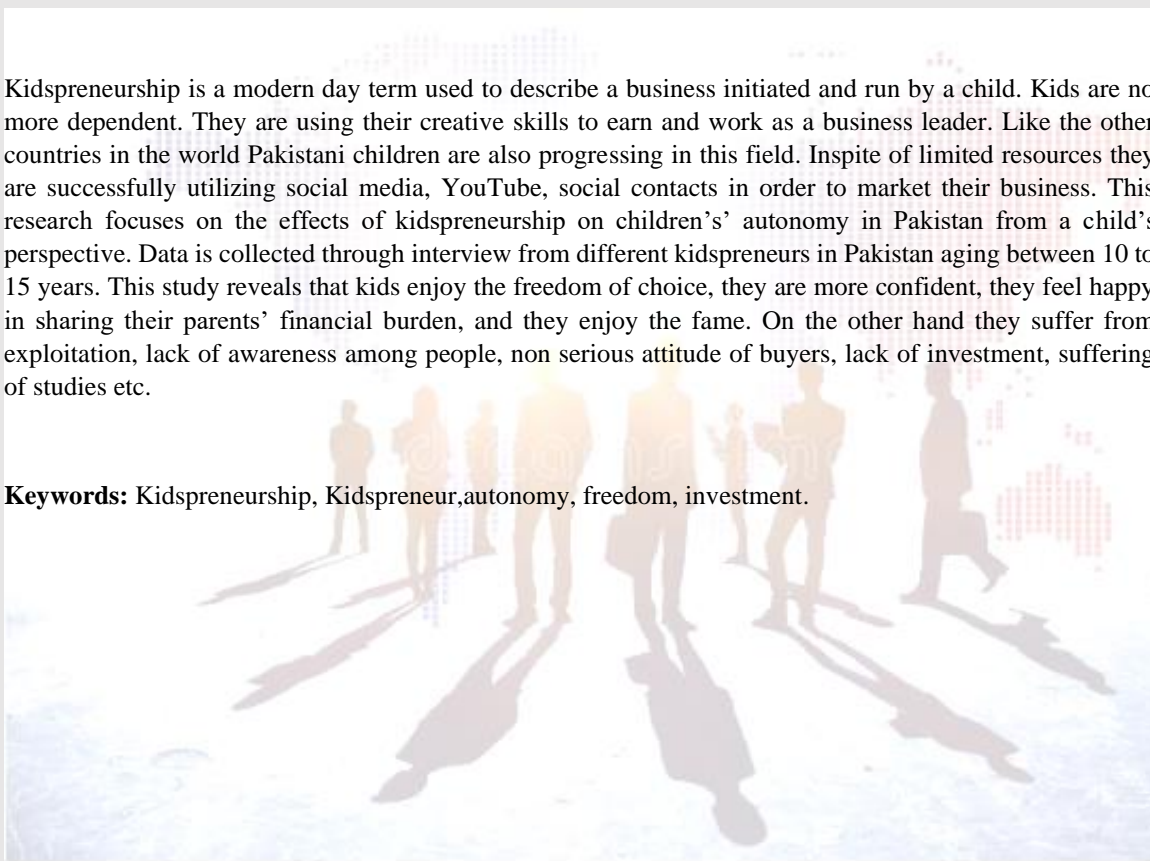 Kidspreneurship is a modern day term used to describe a business initiated and run by a child. Kids are no
more dependent. They are using their creative skills to earn and work as a business leader. Like the other
countries in the world Pakistani children are also progressing in this field. Inspite of limited resources they
are successfully utilizing social media, YouTube, social contacts in order to market their business. This
research focuses on the effects of kidspreneurship on children's' autonomy in Pakistan from a child's
perspective. Data is collected through interview from different kidspreneurs in Pakistan aging between 10 to
15 years. This study reveals that kids enjoy the freedom of choice, they are more confident, they feel happy
in sharing their parents' financial burden, and they enjoy the fame. On the other hand they suffer from
exploitation, lack of awareness among people, non serious attitude of buyers, lack of investment, suffering
of studies etc.
Keywords: Kidspreneurship, Kidspreneur,autonomy, freedom, investment.